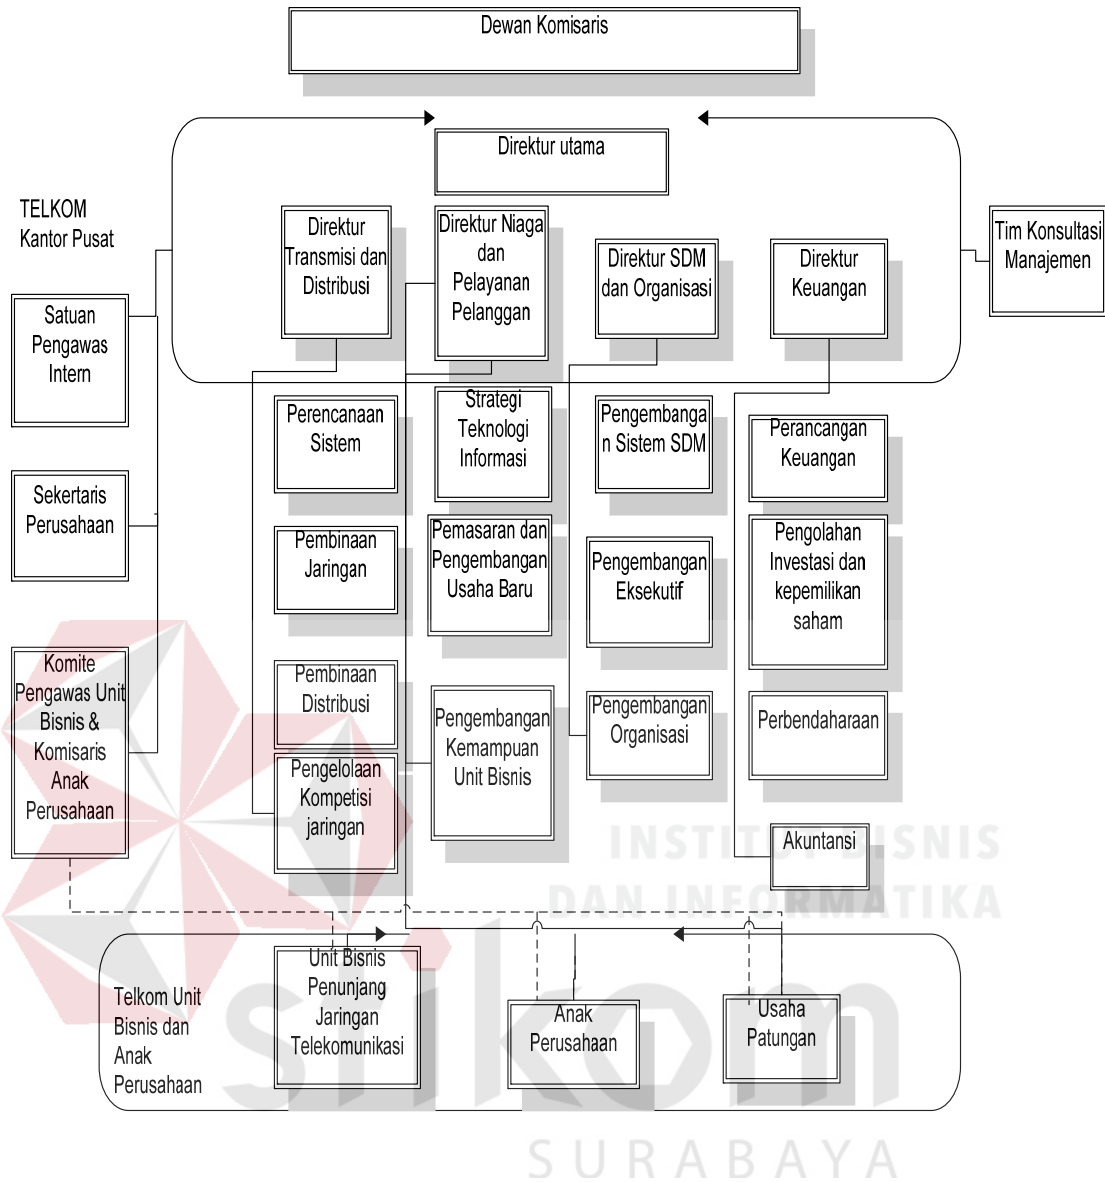 Dewan Komisaris
Direktur utama
TELKOM
Kantor Pusat
Direktur
Transmisi dan
Distribusi
Direktur Niaga
dan
Pelayanan
Pelanggan
Direktur SDM
dan Organisasi
Direktur
Keuangan
Tim Konsultasi
Manajemen
Satuan
Pengawas
Intern
Sekertaris
Perusahaan
Komite
Pengawas Unit
Bisnis &
Komisaris
Anak
Perusahaan
Perencanaan
Sistem
Pembinaan
Jaringan
Pembinaan
Distribusi
Pengelolaan
Kompetisi
jaringan
Strategi
Teknologi
Informasi
Pemasaran dan
Pengembangan
Usaha Baru
Pengembangan
Kemampuan
Unit Bisnis
Pengembanga
n Sistem SDM
Pengembangan
Eksekutif
Pengembangan
Organisasi
Perancangan
Keuangan
Pengolahan
Investasi dan
kepemilikan
saham
Perbendaharaan
Akuntansi
INSTITUT BISNIS
DAN INFORMATIKA
Telkom Unit
Bisnis dan
Anak
Perusahaan
Unit Bisnis
Penunjang
Jaringan
Telekomunikasi
Anak
Perusahaan
Usaha
Patungan
stikom
SURABAYA